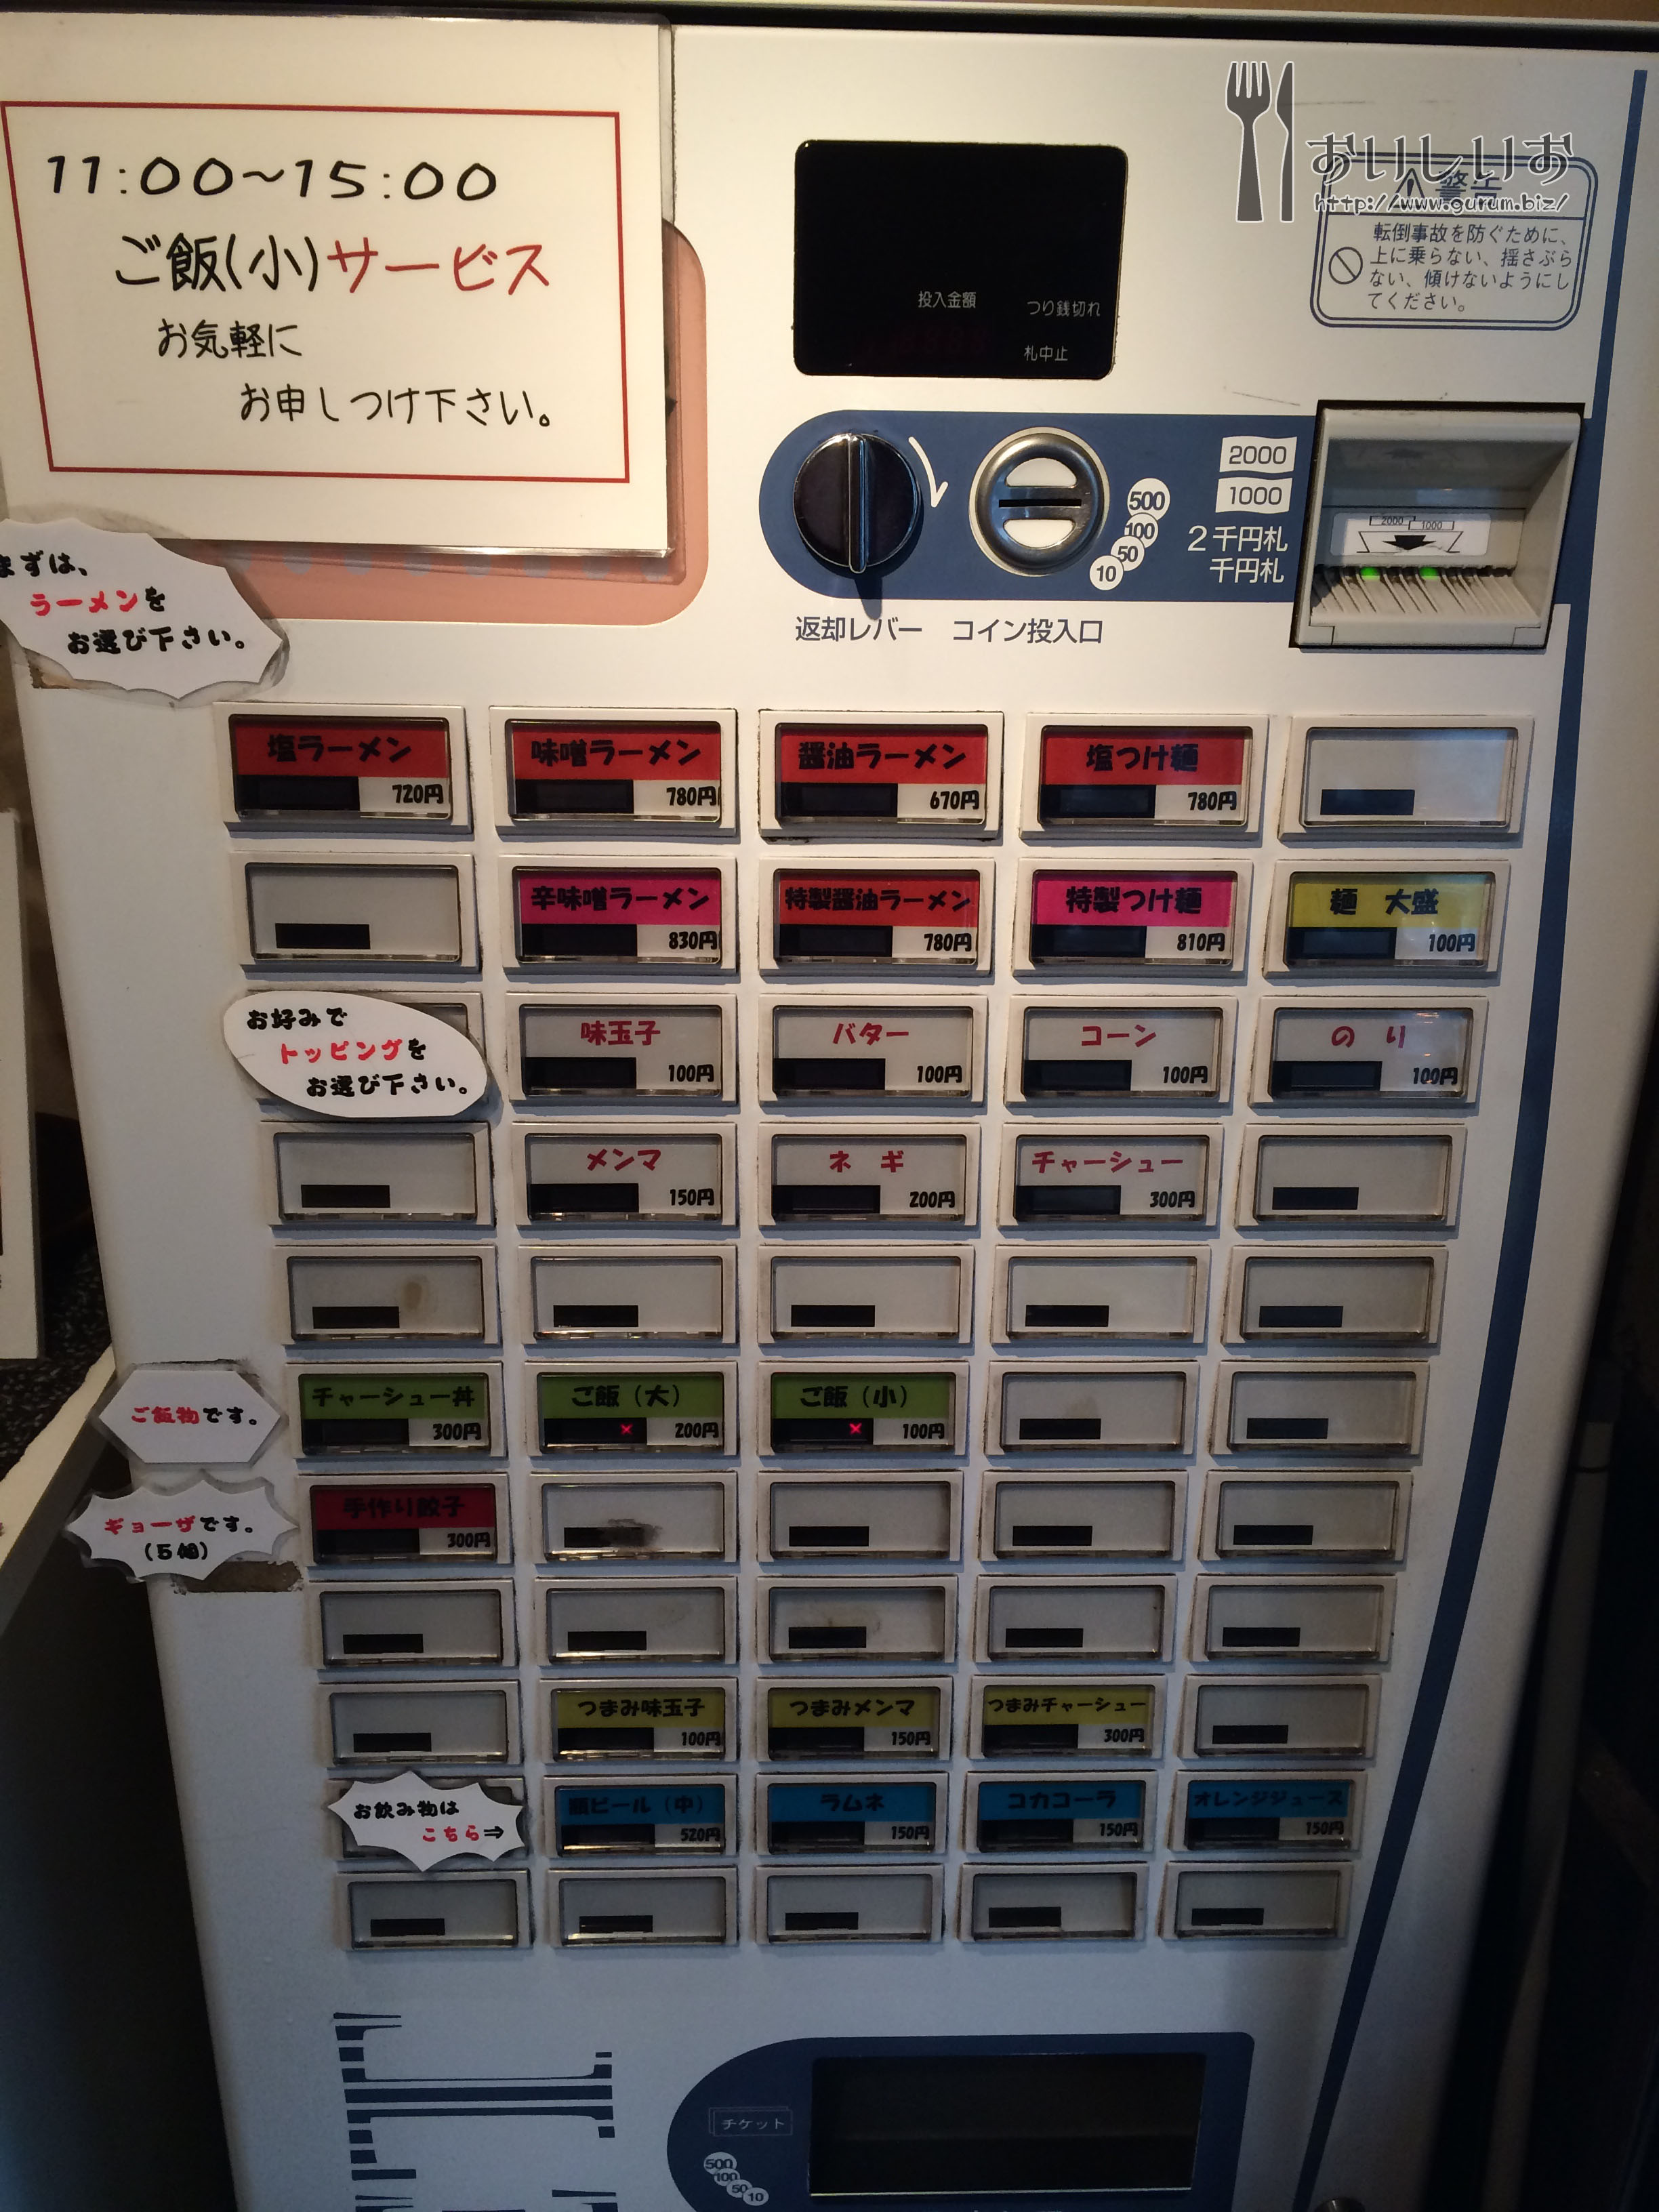 11:00〜15:00
ご飯(小)サービス
お気軽に
お申しつけ下さい。
おいしいお
http://www.gurum.biz/
警告
転倒事故を防ぐために、
上に乗らない、揺さぶら
ない、傾けないようにし
てください。
投入金額
つり銭切れ
札中止
2000
1000
2千円札
千円札
500
100
50
10
2000 1000
返却レバー コイン投入口
まずは、
ラーメンを
お選び下さい。
塩ラーメン 味噌ラーメン 醤油ラーメン 塩つけ麺
720円 780円 670円 780円
辛味噌ラーメン 特製醤油ラーメン 特製つけ麺 麺 大盛
830円 780円 810円 100円
お好みで
トッピングを
お選び下さい。
味玉子 バター コーン のり
100円 100円 100円 100円
メンマ ネギ チャーシュー
150円 200円 300円
ご飯物です。
チャーシュー丼 ご飯(大) ご飯(小)
300円 200円 100円
ギョーザです。
(5個)
手作り餃子
300円
つまみ味玉子 つまみメンマ つまみチャーシュー
100円 150円 300円
お飲み物は
こちら⇒
瓶ビール(中) ラムネ コカコーラ オレンジジュース
520円 150円 150円 150円
チケット
500
100
50
10